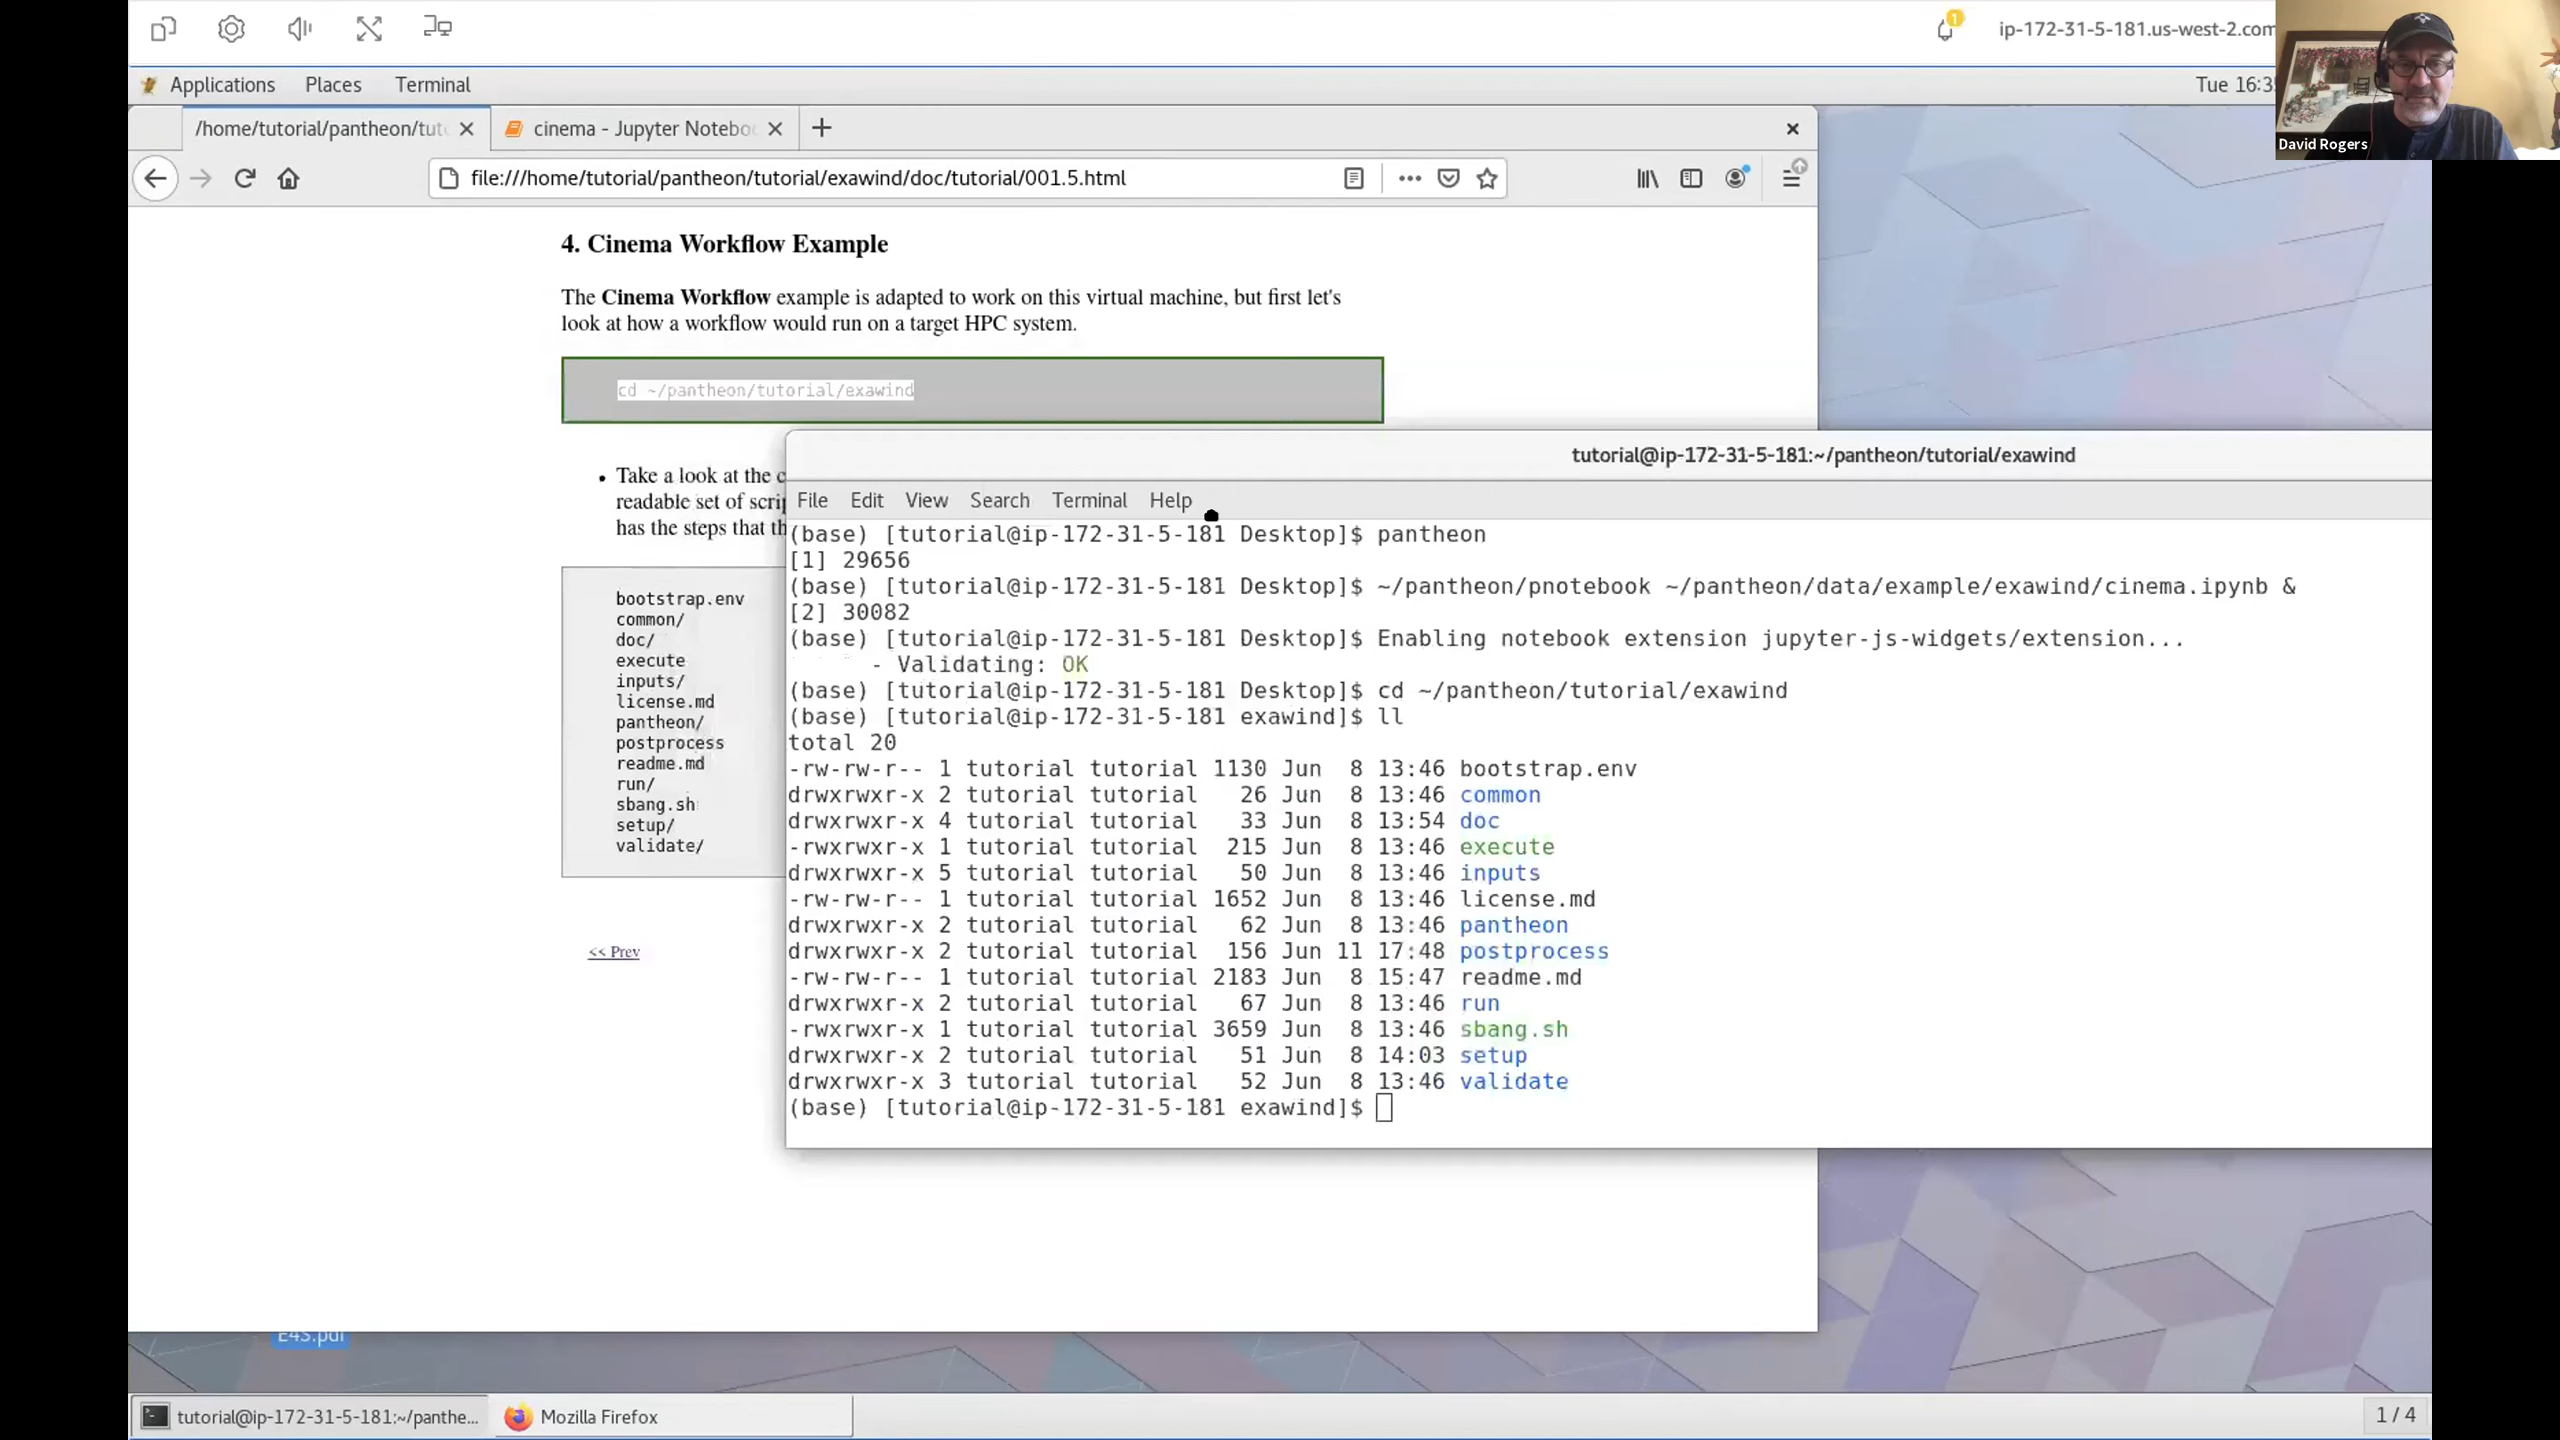 1
ip-172-31-5-181.us-west-2.com
David Rogers
Applications Places Terminal
Tue 16:3
/home/tutorial/pantheon/tut
cinema - Jupyter Notebo
file:///home/tutorial/pantheon/tutorial/exawind/doc/tutorial/001.5.html
4. Cinema Workflow Example
The Cinema Workflow example is adapted to work on this virtual machine, but first let's
look at how a workflow would run on a target HPC system.
cd ~/pantheon/tutorial/exawind
Take a look at the c
readable set of scrip
has the steps that th
bootstrap.env
common/
doc/
execute
inputs/
license.md
pantheon/
postprocess
readme.md
run/
sbang.sh
setup/
validate/
<< Prev
tutorial@ip-172-31-5-181:~/pantheon/tutorial/exawind
File Edit View Search Terminal Help
(base) [tutorial@ip-172-31-5-181 Desktop]$ pantheon
[1] 29656
(base) [tutorial@ip-172-31-5-181 Desktop]$ ~/pantheon/pnotebook ~/pantheon/data/example/exawind/cinema.ipynb &
[2] 30082
(base) [tutorial@ip-172-31-5-181 Desktop]$ Enabling notebook extension jupyter-js-widgets/extension...
- Validating: OK
(base) [tutorial@ip-172-31-5-181 Desktop]$ cd ~/pantheon/tutorial/exawind
(base) [tutorial@ip-172-31-5-181 exawind]$ ll
total 20
-rw-rw-r-- 1 tutorial tutorial 1130 Jun 8 13:46 bootstrap.env
drwxrwxr-x 2 tutorial tutorial 26 Jun 8 13:46 common
drwxrwxr-x 4 tutorial tutorial 33 Jun 8 13:54 doc
-rwxrwxr-x 1 tutorial tutorial 215 Jun 8 13:46 execute
drwxrwxr-x 5 tutorial tutorial 50 Jun 8 13:46 inputs
-rw-rw-r-- 1 tutorial tutorial 1652 Jun 8 13:46 license.md
drwxrwxr-x 2 tutorial tutorial 62 Jun 8 13:46 pantheon
drwxrwxr-x 2 tutorial tutorial 156 Jun 11 17:48 postprocess
-rw-rw-r-- 1 tutorial tutorial 2183 Jun 8 15:47 readme.md
drwxrwxr-x 2 tutorial tutorial 67 Jun 8 13:46 run
-rwxrwxr-x 1 tutorial tutorial 3659 Jun 8 13:46 sbang.sh
drwxrwxr-x 2 tutorial tutorial 51 Jun 8 14:03 setup
drwxrwxr-x 3 tutorial tutorial 52 Jun 8 13:46 validate
(base) [tutorial@ip-172-31-5-181 exawind]$
E4S.pdf
tutorial@ip-172-31-5-181:~/panthe...
Mozilla Firefox
1 / 4